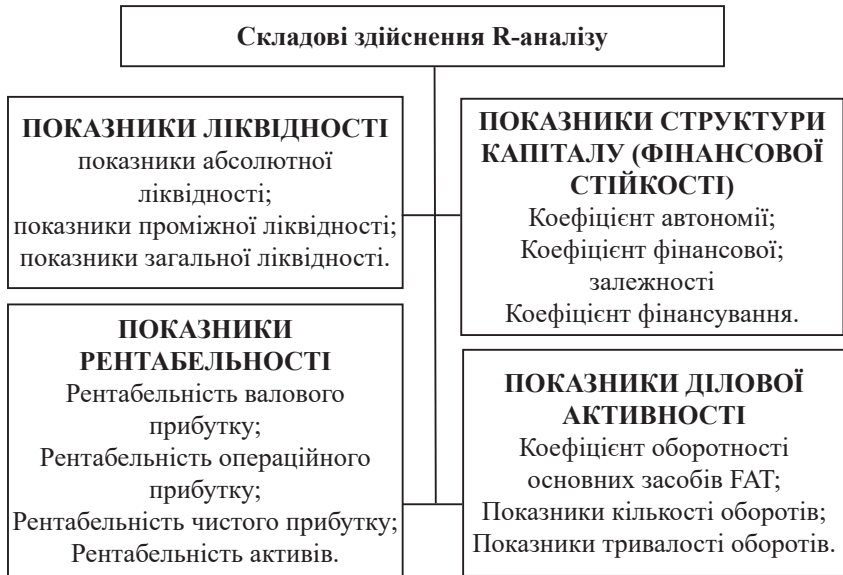 Складові здійснення R-аналізу
ПОКАЗНИКИ ЛІКВІДНОСТІ
показники абсолютної
ліквідності;
показники проміжної ліквідності;
показники загальної ліквідності.
ПОКАЗНИКИ СТРУКТУРИ
КАПІТАЛУ (ФІНАНСОВОЇ
СТІЙКОСТІ)
Коефіцієнт автономії;
Коефіцієнт фінансової;
залежності
Коефіцієнт фінансування.
ПОКАЗНИКИ
РЕНТАБЕЛЬНОСТІ
Рентабельність валового
прибутку;
Рентабельність операційного
прибутку;
Рентабельність чистого прибутку;
Рентабельність активів.
ПОКАЗНИКИ ДІЛОВОЇ
АКТИВНОСТІ
Коефіцієнт оборотності
основних засобів FAT;
Показники кількості оборотів;
Показники тривалості оборотів.